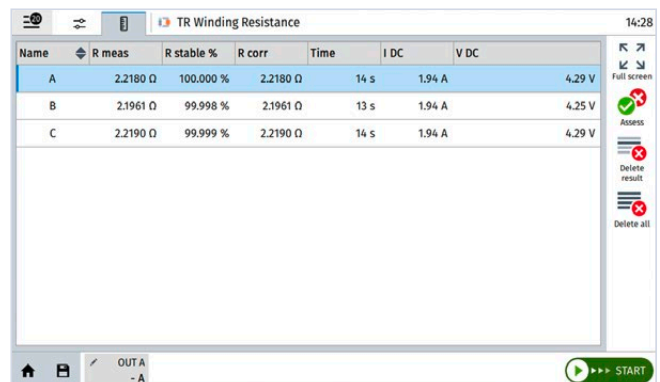 20
TR Winding Resistance
14:28
Name R meas R stable % R corr Time I DC V DC
A 2.2180 Ω 100.000 % 2.2180 Ω 14 s 1.94 A 4.29 V
B 2.1961 Ω 99.998 % 2.1961 Ω 13 s 1.94 A 4.25 V
C 2.2190 Ω 99.999 % 2.2190 Ω 14 s 1.94 A 4.29 V
Full screen
Assess
Delete
result
Delete all
OUT A
- A
START